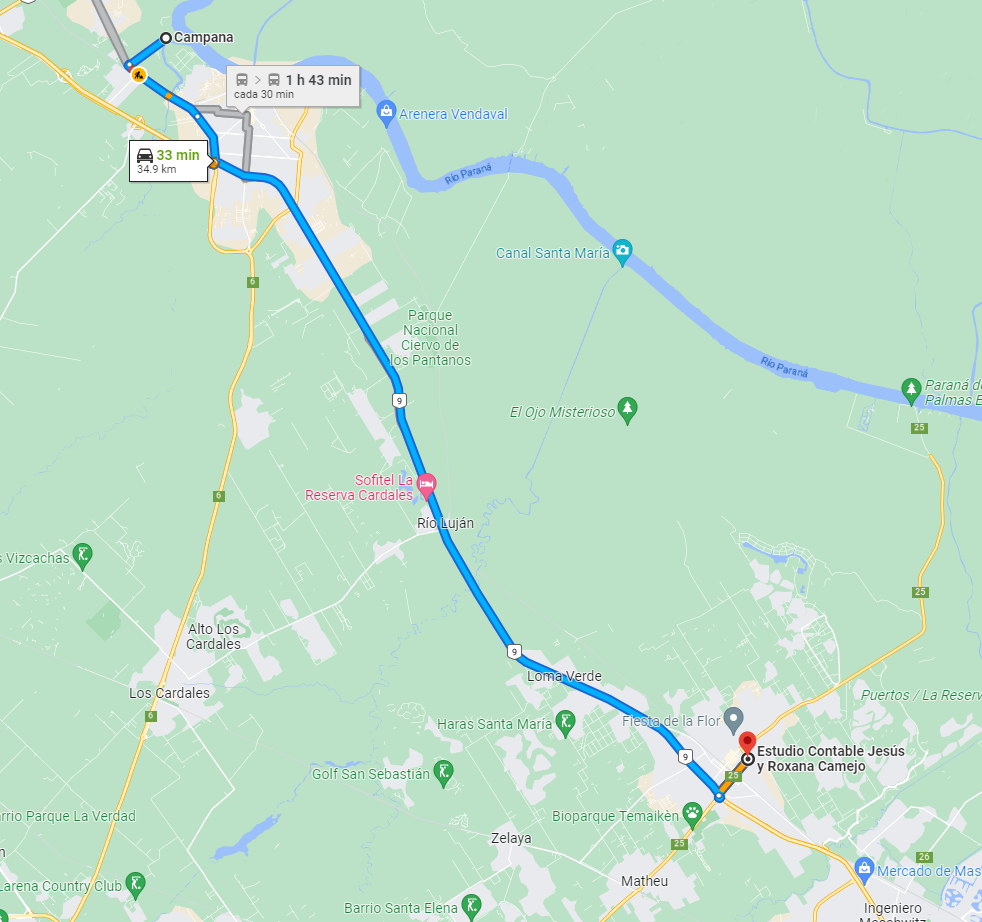 Campana
1 h 43 min
cada 30 min
Arenera Vendaval
33 min
34.9 km
Río Paraná
Canal Santa María
6
Parque
Nacional
Ciervo de
los Pantanos
Río Paraná
9
El Ojo Misterioso
Paraná de
Palmas E
25
Sofitel La
Reserva Cardales
6
Río Luján
s Vizcachas
25
Alto Los
Cardales
9
Loma Verde
Los Cardales
6
Puertos / La Reserv
Haras Santa María
Fiesta de la Flor
9
Estudio Contable Jesús
y Roxana Camejo
25
Golf San Sebastián
rrio Parque La Verdad
Bioparque Temaikèn
Zelaya
25
26
n
Mercado de Mas
Matheu
Larena Country Club
Barrio Santa Elena
Ingeniero
Maschwitz